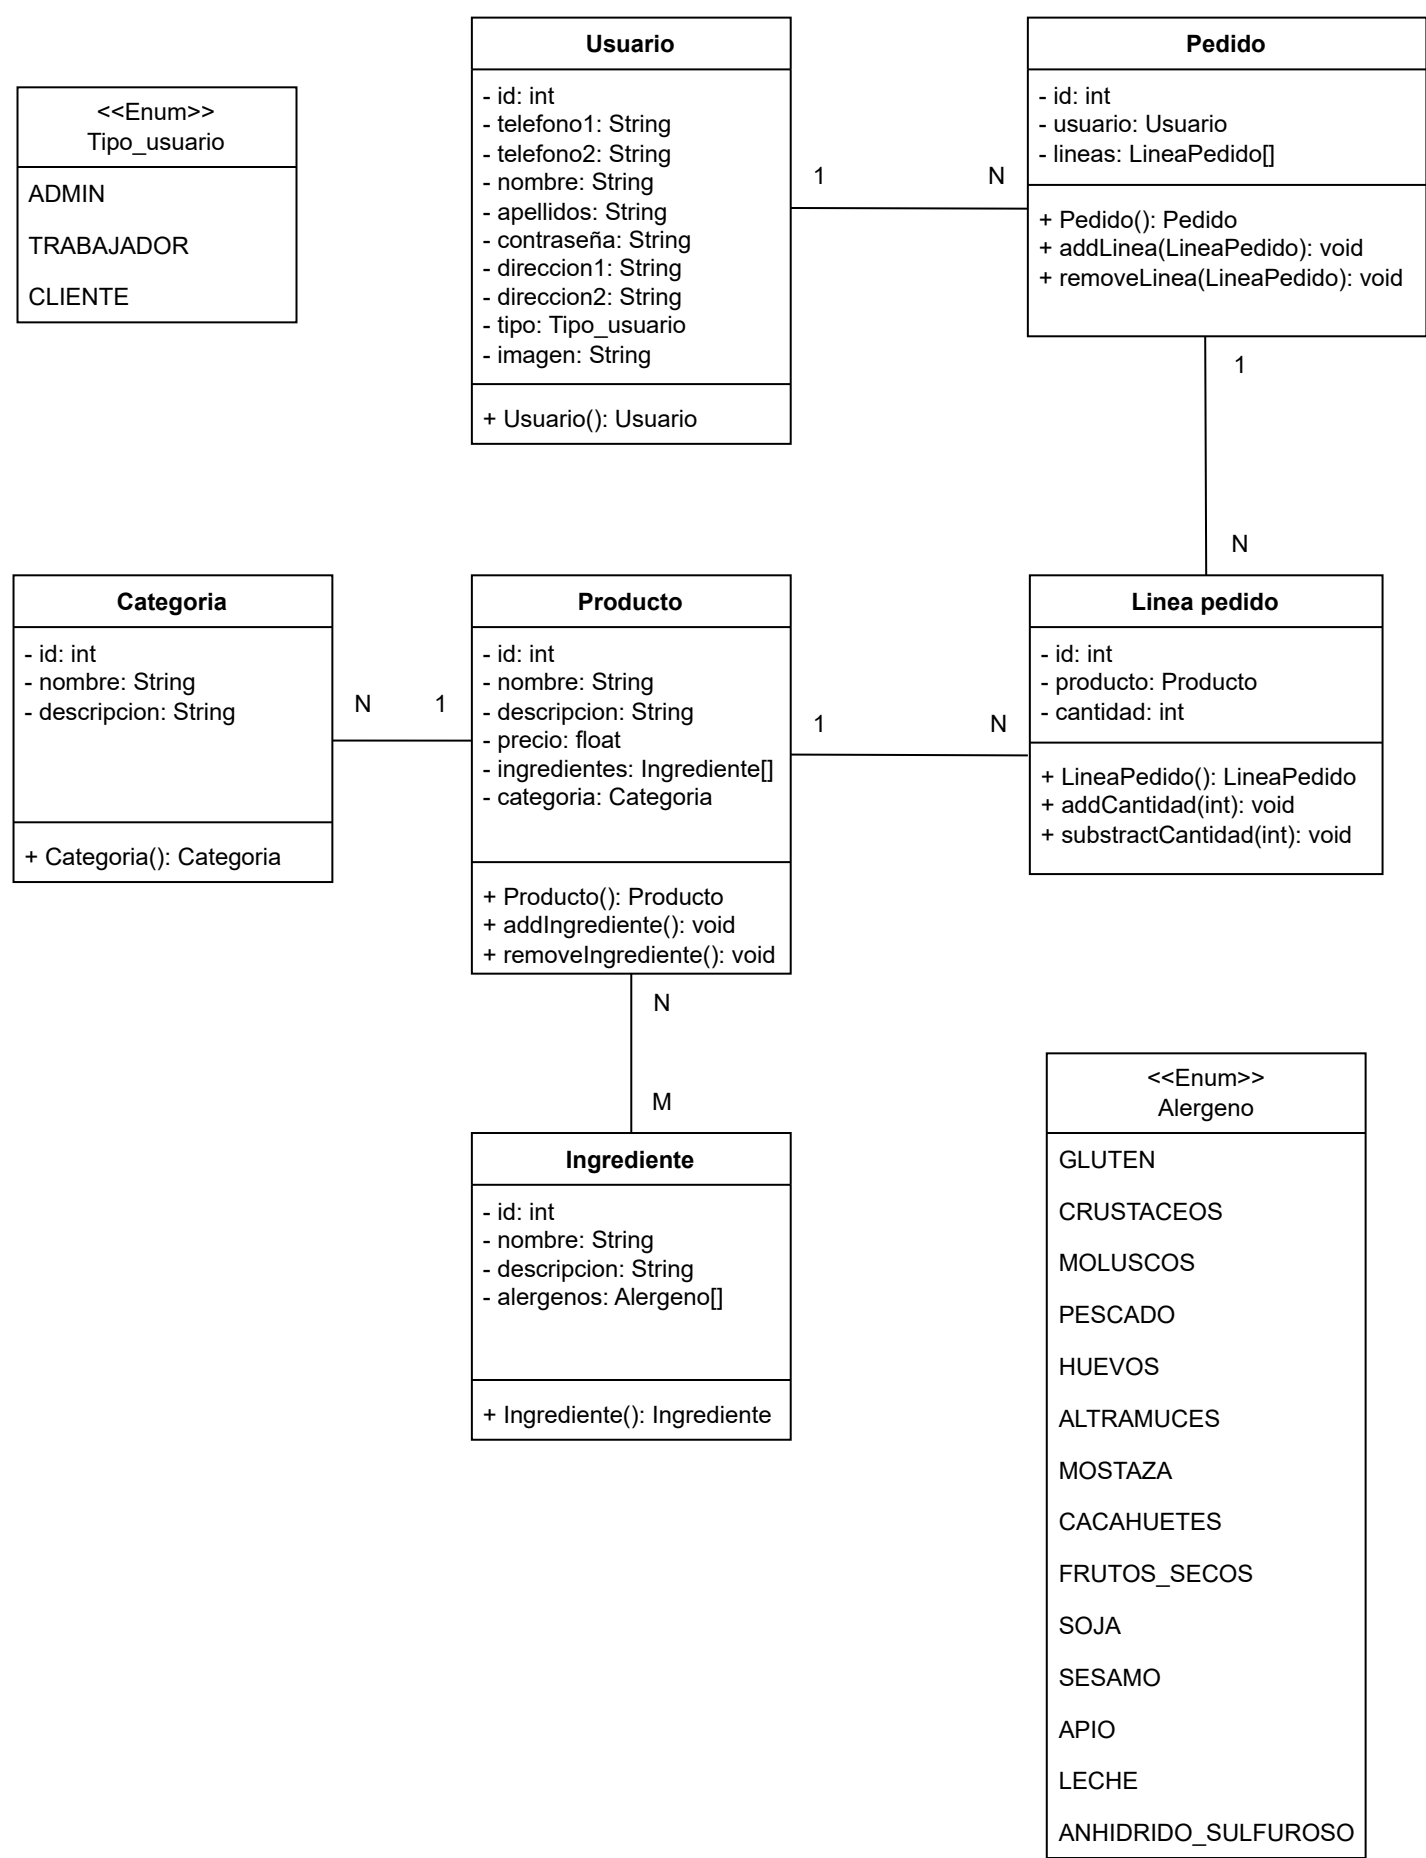 <<Enum>>
Tipo_usuario
ADMIN
TRABAJADOR
CLIENTE
Usuario
- id: int
- telefono1: String
- telefono2: String
- nombre: String
- apellidos: String
- contraseña: String
- direccion1: String
- direccion2: String
- tipo: Tipo_usuario
- imagen: String
+ Usuario(): Usuario
1
N
Pedido
- id: int
- usuario: Usuario
- lineas: LineaPedido[]
+ Pedido(): Pedido
+ addLinea(LineaPedido): void
+ removeLinea(LineaPedido): void
1
N
Categoria
- id: int
- nombre: String
- descripcion: String
+ Categoria(): Categoria
N
1
Producto
- id: int
- nombre: String
- descripcion: String
- precio: float
- ingredientes: Ingrediente[]
- categoria: Categoria
+ Producto(): Producto
+ addIngrediente(): void
+ removeIngrediente(): void
1
N
Linea pedido
- id: int
- producto: Producto
- cantidad: int
+ LineaPedido(): LineaPedido
+ addCantidad(int): void
+ substractCantidad(int): void
N
M
Ingrediente
- id: int
- nombre: String
- descripcion: String
- alergenos: Alergeno[]
+ Ingrediente(): Ingrediente
<<Enum>>
Alergeno
GLUTEN
CRUSTACEOS
MOLUSCOS
PESCADO
HUEVOS
ALTRAMUCES
MOSTAZA
CACAHUETES
FRUTOS_SECOS
SOJA
SESAMO
APIO
LECHE
ANHIDRIDO_SULFUROSO